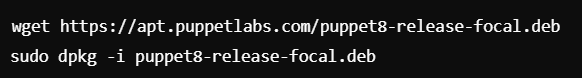 wget https://apt.puppetlabs.com/puppet8-release-focal.deb
sudo dpkg -i puppet8-release-focal.deb